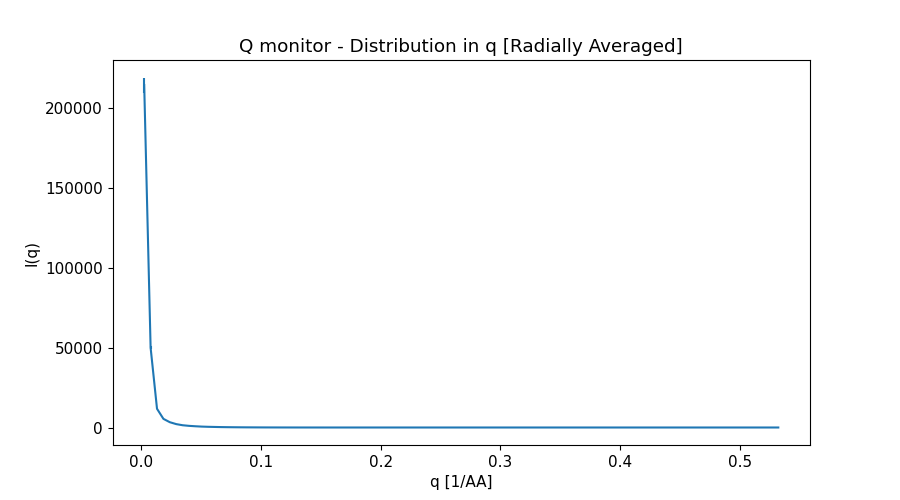 Q monitor - Distribution in q [Radially Averaged]
200000
150000
100000
50000
0
I(q)
0.0 0.1 0.2 0.3 0.4 0.5
q [1/AA]